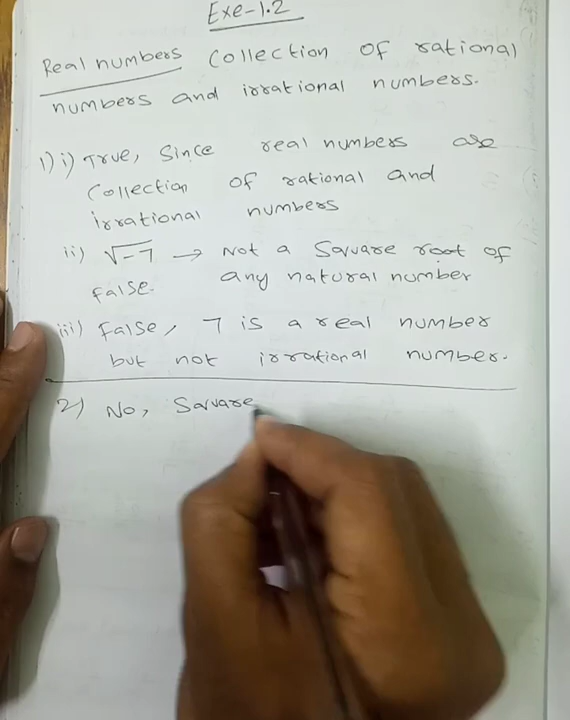 Exe-1.2
Real numbers Collection of rational
numbers and irrational numbers.
1) i) True, Since real numbers are
Collection of rational and
irrational numbers
ii) √-7 → Not a Square root of
False. any natural number
iii) False, 7 is a real number
but not irrational number.
2) No, Square